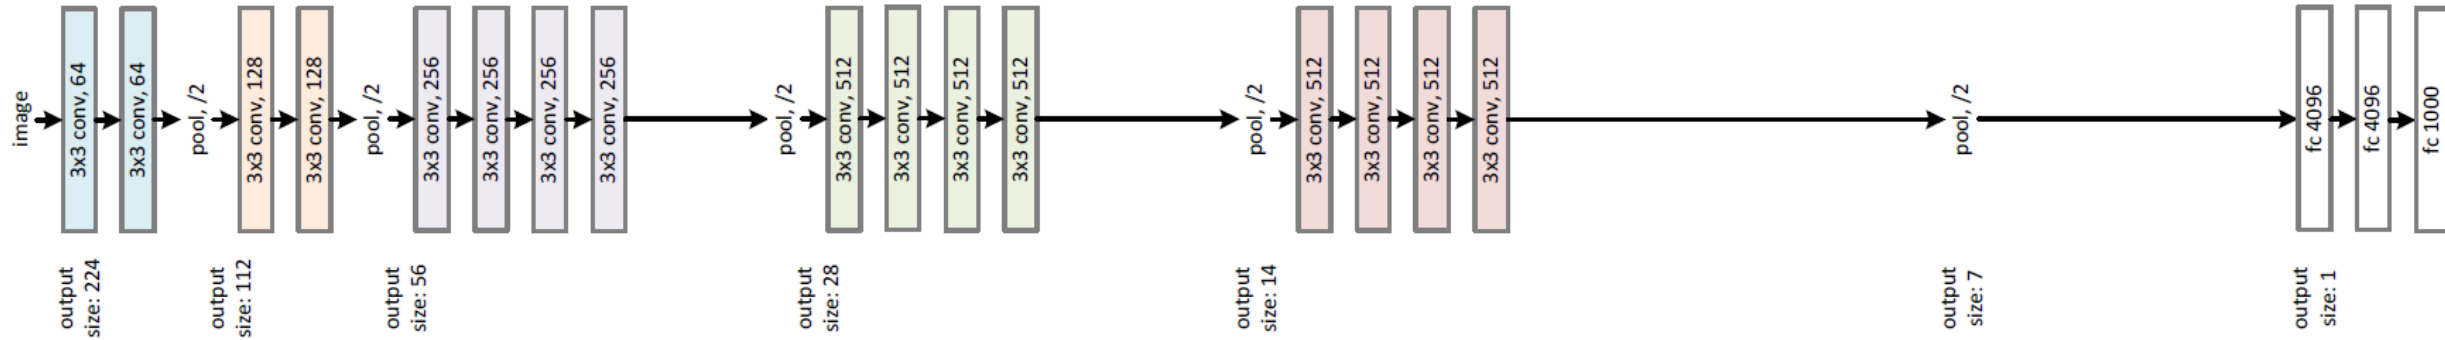 image
3x3 conv, 64
3x3 conv, 64
pool, /2
3x3 conv, 128
3x3 conv, 128
pool, /2
3x3 conv, 256
3x3 conv, 256
3x3 conv, 256
3x3 conv, 256
pool, /2
3x3 conv, 512
3x3 conv, 512
3x3 conv, 512
3x3 conv, 512
pool, /2
3x3 conv, 512
3x3 conv, 512
3x3 conv, 512
3x3 conv, 512
pool, /2
fc 4096
fc 4096
fc 1000
output
size: 224
output
size: 112
output
size: 56
output
size: 28
output
size: 14
output
size: 7
output
size: 1